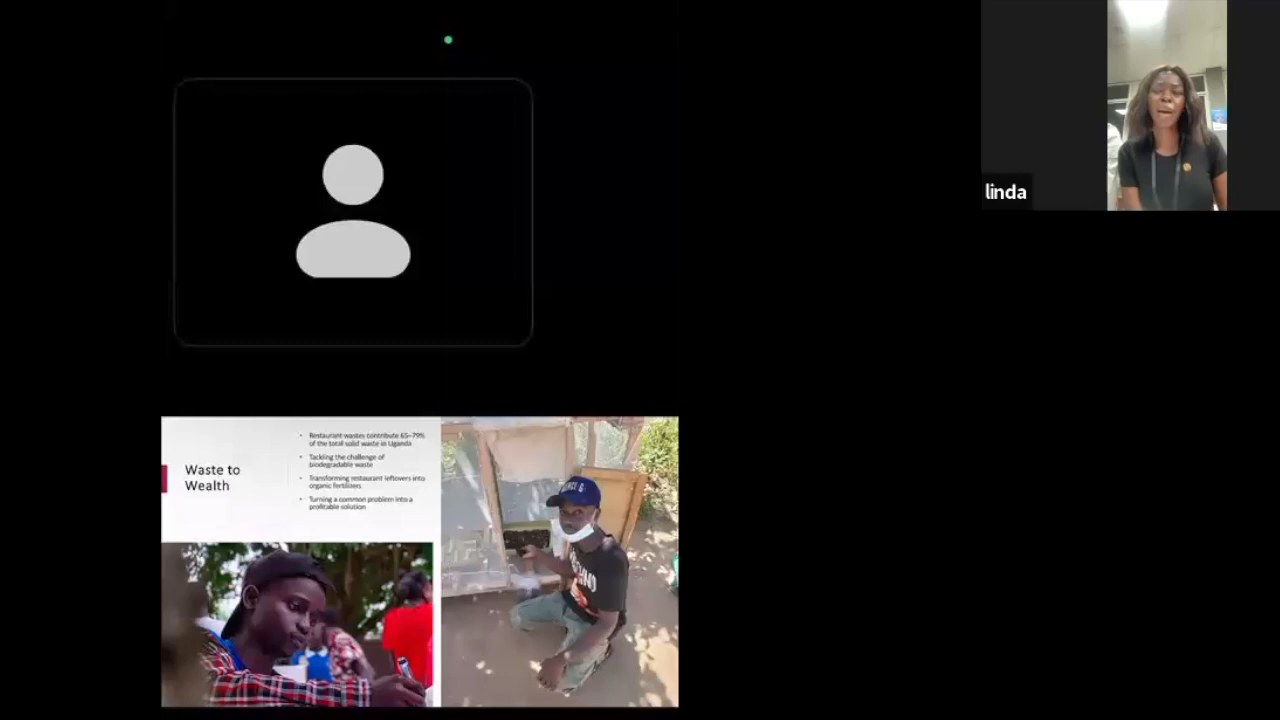 linda
Waste to
Wealth
• Restaurant wastes contribute 65–79%
of the total solid waste in Uganda
• Tackling the challenge of
biodegradable waste
• Transforming restaurant leftovers into
organic fertilizers
• Turning a common problem into a
profitable solution